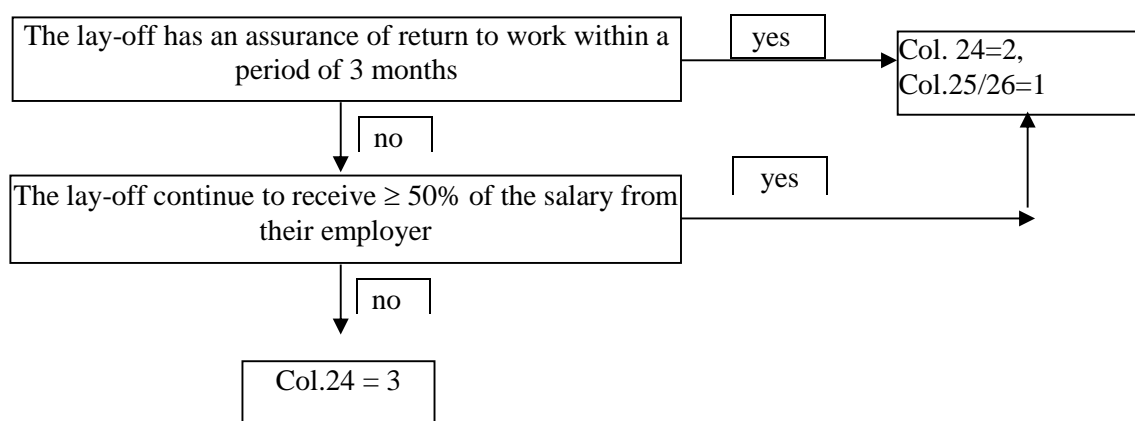 The lay-off has an assurance of return to work within a
period of 3 months
yes
Col. 24=2,
Col.25/26=1
no
The lay-off continue to receive ≥ 50% of the salary from
their employer
yes
no
Col.24 = 3